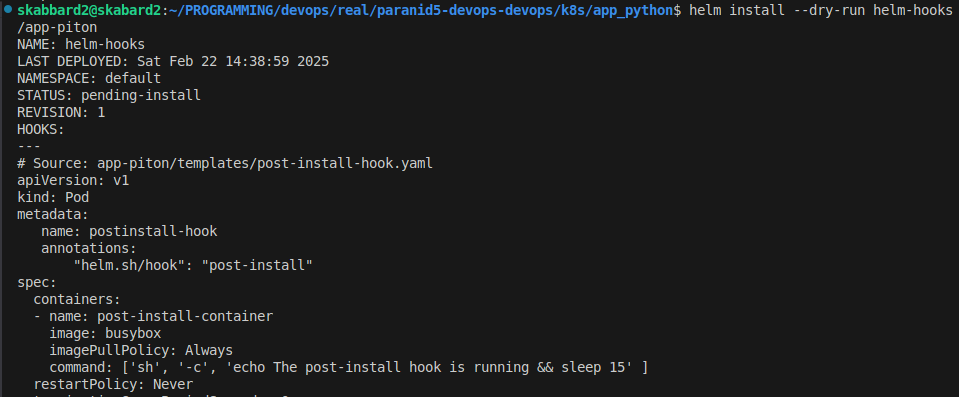 skabbard2@skabard2:~/PROGRAMMING/devops/real/paranid5-devops-devops/k8s/app_python$ helm install --dry-run helm-hooks
/app-piton
NAME: helm-hooks
LAST DEPLOYED: Sat Feb 22 14:38:59 2025
NAMESPACE: default
STATUS: pending-install
REVISION: 1
HOOKS:
---
# Source: app-piton/templates/post-install-hook.yaml
apiVersion: v1
kind: Pod
metadata:
   name: postinstall-hook
   annotations:
       "helm.sh/hook": "post-install"
spec:
  containers:
  - name: post-install-container
    image: busybox
    imagePullPolicy: Always
    command: ['sh', '-c', 'echo The post-install hook is running && sleep 15' ]
  restartPolicy: Never